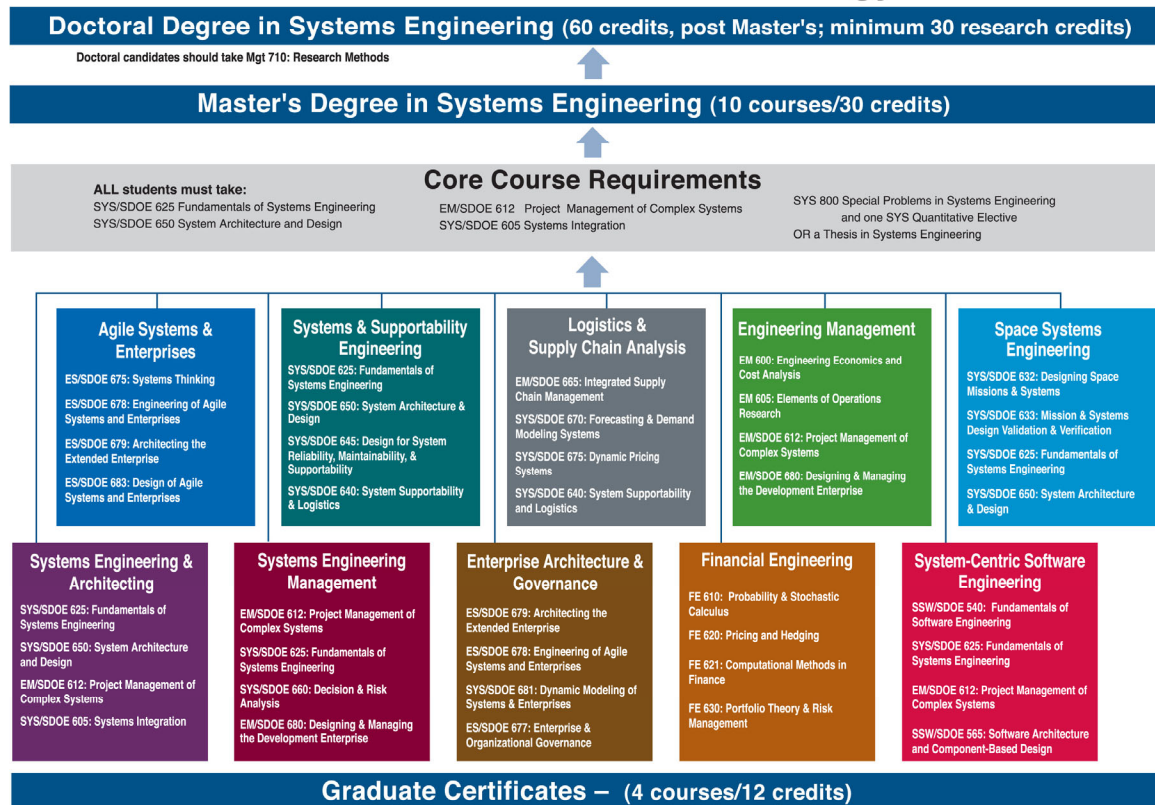 Doctoral Degree in Systems Engineering (60 credits, post Master's; minimum 30 research credits)
Doctoral candidates should take Mgt 710: Research Methods
Master's Degree in Systems Engineering (10 courses/30 credits)
Core Course Requirements
ALL students must take:
SYS/SDOE 625 Fundamentals of Systems Engineering
SYS/SDOE 650 System Architecture and Design
EM/SDOE 612 Project Management of Complex Systems
SYS/SDOE 605 Systems Integration
SYS 800 Special Problems in Systems Engineering
and one SYS Quantitative Elective
OR a Thesis in Systems Engineering
Agile Systems &
Enterprises
ES/SDOE 675: Systems Thinking
ES/SDOE 678: Engineering of Agile
Systems and Enterprises
ES/SDOE 679: Architecting the
Extended Enterprise
ES/SDOE 683: Design of Agile
Systems and Enterprises
Systems & Supportability
Engineering
SYS/SDOE 625: Fundamentals of
Systems Engineering
SYS/SDOE 650: System Architecture &
Design
SYS/SDOE 645: Design for System
Reliability, Maintainability, &
Supportability
SYS/SDOE 640: System Supportability
& Logistics
Logistics &
Supply Chain Analysis
EM/SDOE 665: Integrated Supply
Chain Management
SYS/SDOE 670: Forecasting & Demand
Modeling Systems
SYS/SDOE 675: Dynamic Pricing
Systems
SYS/SDOE 640: System Supportability
and Logistics
Engineering Management
EM 600: Engineering Economics and
Cost Analysis
EM 605: Elements of Operations
Research
EM/SDOE 612: Project Management of
Complex Systems
EM/SDOE 680: Designing & Managing
the Development Enterprise
Space Systems
Engineering
SYS/SDOE 632: Designing Space
Missions & Systems
SYS/SDOE 633: Mission & Systems
Design Validation & Verification
SYS/SDOE 625: Fundamentals of
Systems Engineering
SYS/SDOE 650: System Architecture
& Design
Systems Engineering &
Architecting
SYS/SDOE 625: Fundamentals of
Systems Engineering
SYS/SDOE 650: System Architecture
and Design
EM/SDOE 612: Project Management of
Complex Systems
SYS/SDOE 605: Systems Integration
Systems Engineering
Management
EM/SDOE 612: Project Management of
Complex Systems
SYS/SDOE 625: Fundamentals of
Systems Engineering
SYS/SDOE 660: Decision & Risk
Analysis
EM/SDOE 680: Designing & Managing
the Development Enterprise
Enterprise Architecture &
Governance
ES/SDOE 679: Architecting the
Extended Enterprise
ES/SDOE 678: Engineering of Agile
Systems and Enterprises
SYS/SDOE 681: Dynamic Modeling of
Systems & Enterprises
ES/SDOE 677: Enterprise &
Organizational Governance
Financial Engineering
FE 610: Probability & Stochastic
Calculus
FE 620: Pricing and Hedging
FE 621: Computational Methods in
Finance
FE 630: Portfolio Theory & Risk
Management
System-Centric Software
Engineering
SSW/SDOE 540: Fundamentals of
Software Engineering
SYS/SDOE 625: Fundamentals of
Systems Engineering
EM/SDOE 612: Project Management of
Complex Systems
SSW/SDOE 565: Software Architecture
and Component-Based Design
Graduate Certificates – (4 courses/12 credits)